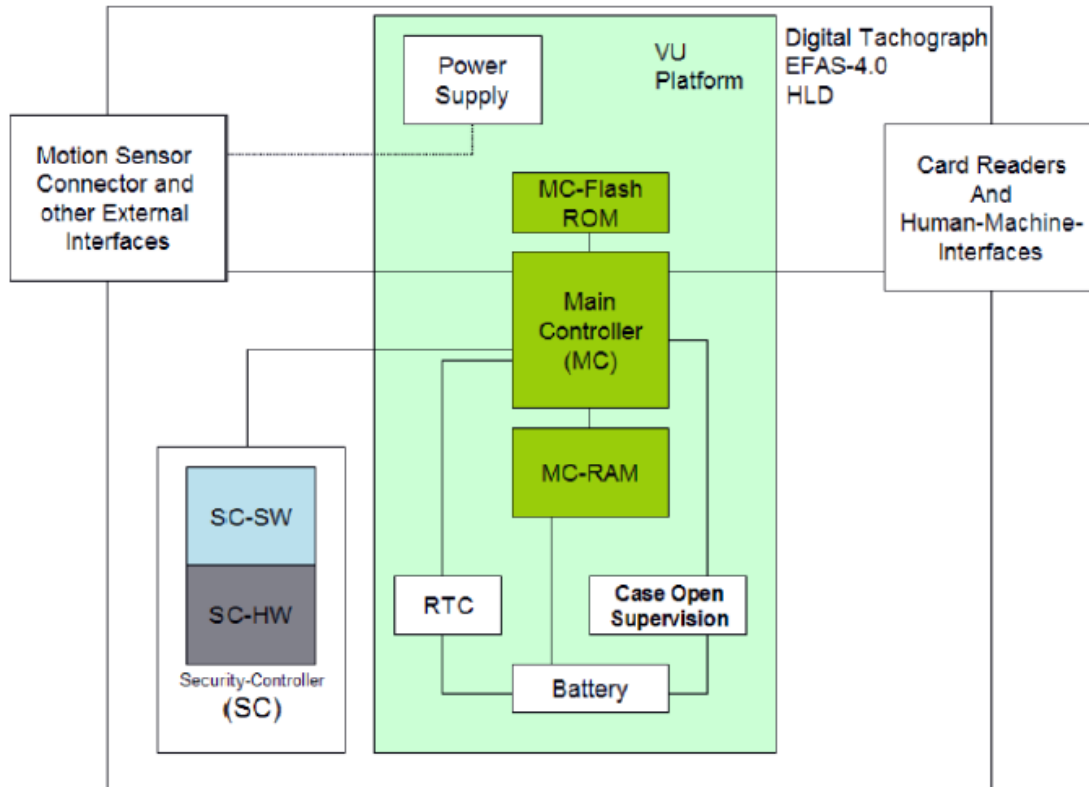 Power
Supply
VU
Platform
Digital Tachograph
EFAS-4.0
HLD
Motion Sensor
Connector and
other External
Interfaces
Card Readers
And
Human-Machine-
Interfaces
MC-Flash
ROM
Main
Controller
(MC)
MC-RAM
SC-SW
SC-HW
Security-Controller
(SC)
RTC
Case Open
Supervision
Battery